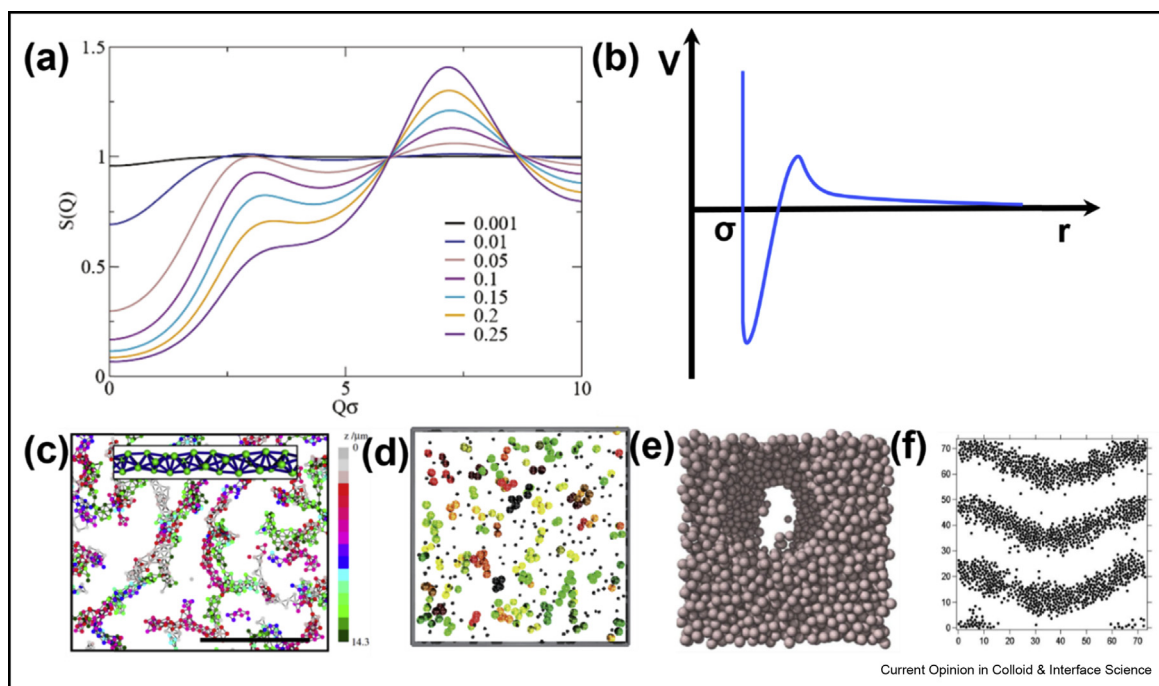 (a)
1.5
1
0.5
0
S(Q)
0
5
10
Qσ
0.001
0.01
0.05
0.1
0.15
0.2
0.25
(b)
V
σ
r
(c)
z /μm
0
14.3
(d)
(e)
(f)
70
60
50
40
30
20
10
0
0 10 20 30 40 50 60 70
Current Opinion in Colloid & Interface Science